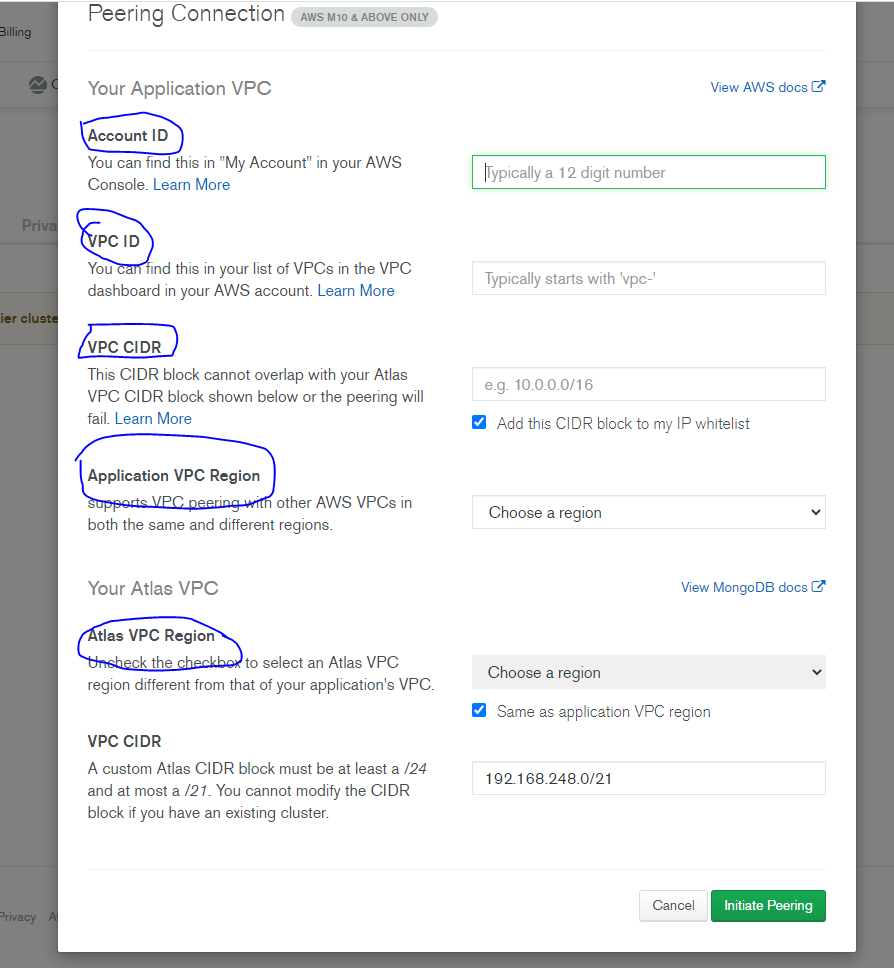 Peering Connection AWS M10 & ABOVE ONLY
Billing
Your Application VPC View AWS docs
Account ID
You can find this in "My Account" in your AWS
Console. Learn More
Typically a 12 digit number
VPC ID
You can find this in your list of VPCs in the VPC
dashboard in your AWS account. Learn More
Typically starts with 'vpc-'
VPC CIDR
This CIDR block cannot overlap with your Atlas
VPC CIDR block shown below or the peering will
fail. Learn More
e.g. 10.0.0.0/16
Add this CIDR block to my IP whitelist
Application VPC Region
supports VPC peering with other AWS VPCs in
both the same and different regions.
Choose a region
Your Atlas VPC View MongoDB docs
Atlas VPC Region
Uncheck the checkbox to select an Atlas VPC
region different from that of your application's VPC.
Choose a region
Same as application VPC region
VPC CIDR
A custom Atlas CIDR block must be at least a /24
and at most a /21. You cannot modify the CIDR
block if you have an existing cluster.
192.168.248.0/21
Cancel Initiate Peering
Privacy